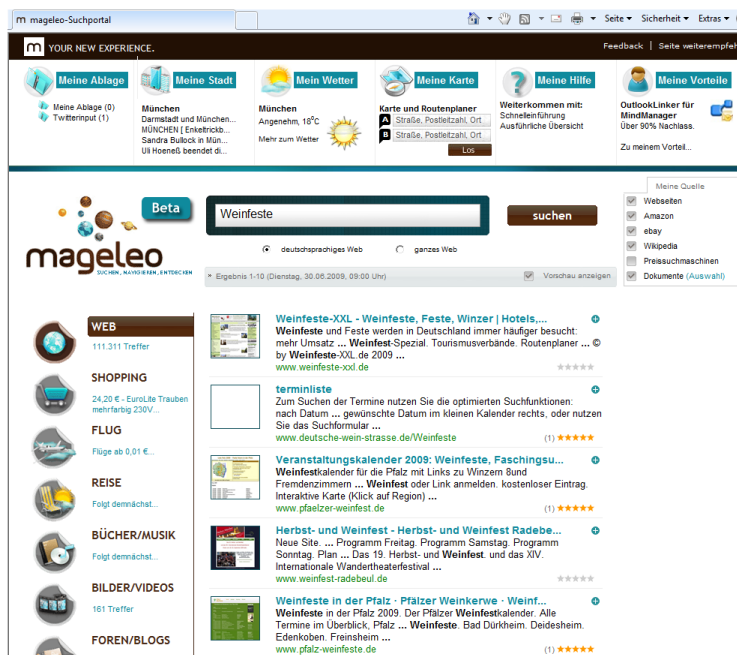 m mageleo-Suchportal
Seite Sicherheit Extras
m YOUR NEW EXPERIENCE.
Feedback | Seite weiterempfeh
Meine Ablage
Meine Ablage (0)
Twitterinput (1)
Meine Stadt
München
Darmstadt und München...
MÜNCHEN [ Enkeltrickb...
Sandra Bullock in Mün...
Uli Hoeneß beendet di...
Mein Wetter
München
Angenehm, 18°C
Mehr zum Wetter
Meine Karte
Karte und Routenplaner
A Straße, Postleitzahl, Ort
B Straße, Postleitzahl, Ort
Los
Meine Hilfe
Weiterkommen mit:
Schnelleinführung
Ausführliche Übersicht
Meine Vorteile
OutlookLinker für
MindManager
Über 90% Nachlass.
Zu meinem Vorteil...
Beta
mageleo
SUCHEN, NAVIGIEREN, ENTDECKEN
Weinfeste
suchen
deutschsprachiges Web
ganzes Web
» Ergebnis 1-10 (Dienstag, 30.06.2009, 09:00 Uhr)
Vorschau anzeigen
Meine Quelle
Webseiten
Amazon
ebay
Wikipedia
Preissuchmaschinen
Dokumente (Auswahl)
WEB
111.311 Treffer
SHOPPING
24,20 € - EuroLite Trauben
mehrfarbig 230V...
FLUG
Flüge ab 0,01 €...
REISE
Folgt demnächst...
BÜCHER/MUSIK
Folgt demnächst...
BILDER/VIDEOS
161 Treffer
FOREN/BLOGS
Weinfeste-XXL - Weinfeste, Feste, Winzer | Hotels,...
Weinfeste und Feste werden in Deutschland immer häufiger besucht:
mehr Umsatz ... Weinfest-Spezial. Tourismusverbände. Routenplaner ... ©
by Weinfeste-XXL.de 2009 ...
www.weinfeste-xxl.de
terminliste
Zum Suchen der Termine nutzen Sie die optimierten Suchfunktionen:
nach Datum ... gewünschte Datum im kleinen Kalender rechts, oder nutzen
Sie das Suchformular ...
www.deutsche-wein-strasse.de/Weinfeste
(1)
Veranstaltungskalender 2009: Weinfeste, Faschingsu...
Weinfestkalender für die Pfalz mit Links zu Winzern 8und
Fremdenzimmern ... Weinfest oder Link anmelden. kostenloser Eintrag.
Interaktive Karte (Klick auf Region) ...
www.pfaelzer-weinfest.de
(1)
Herbst- und Weinfest - Herbst- und Weinfest Radebe...
Neue Site. ... Programm Freitag. Programm Samstag. Programm
Sonntag. Plan ... Das 19. Herbst- und Weinfest. und das XIV.
Internationale Wandertheaterfestival ...
www.weinfest-radebeul.de
Weinfeste in der Pfalz · Pfälzer Weinkerwe · Weinf...
Weinfeste in der Pfalz 2009. Der Pfälzer Weinfestkalender. Alle
Termine im Überblick, Pfalz ... Weinfeste. Bad Dürkheim. Deidesheim.
Edenkoben. Freinsheim ...
www.pfalz-weinfeste.de
(1)